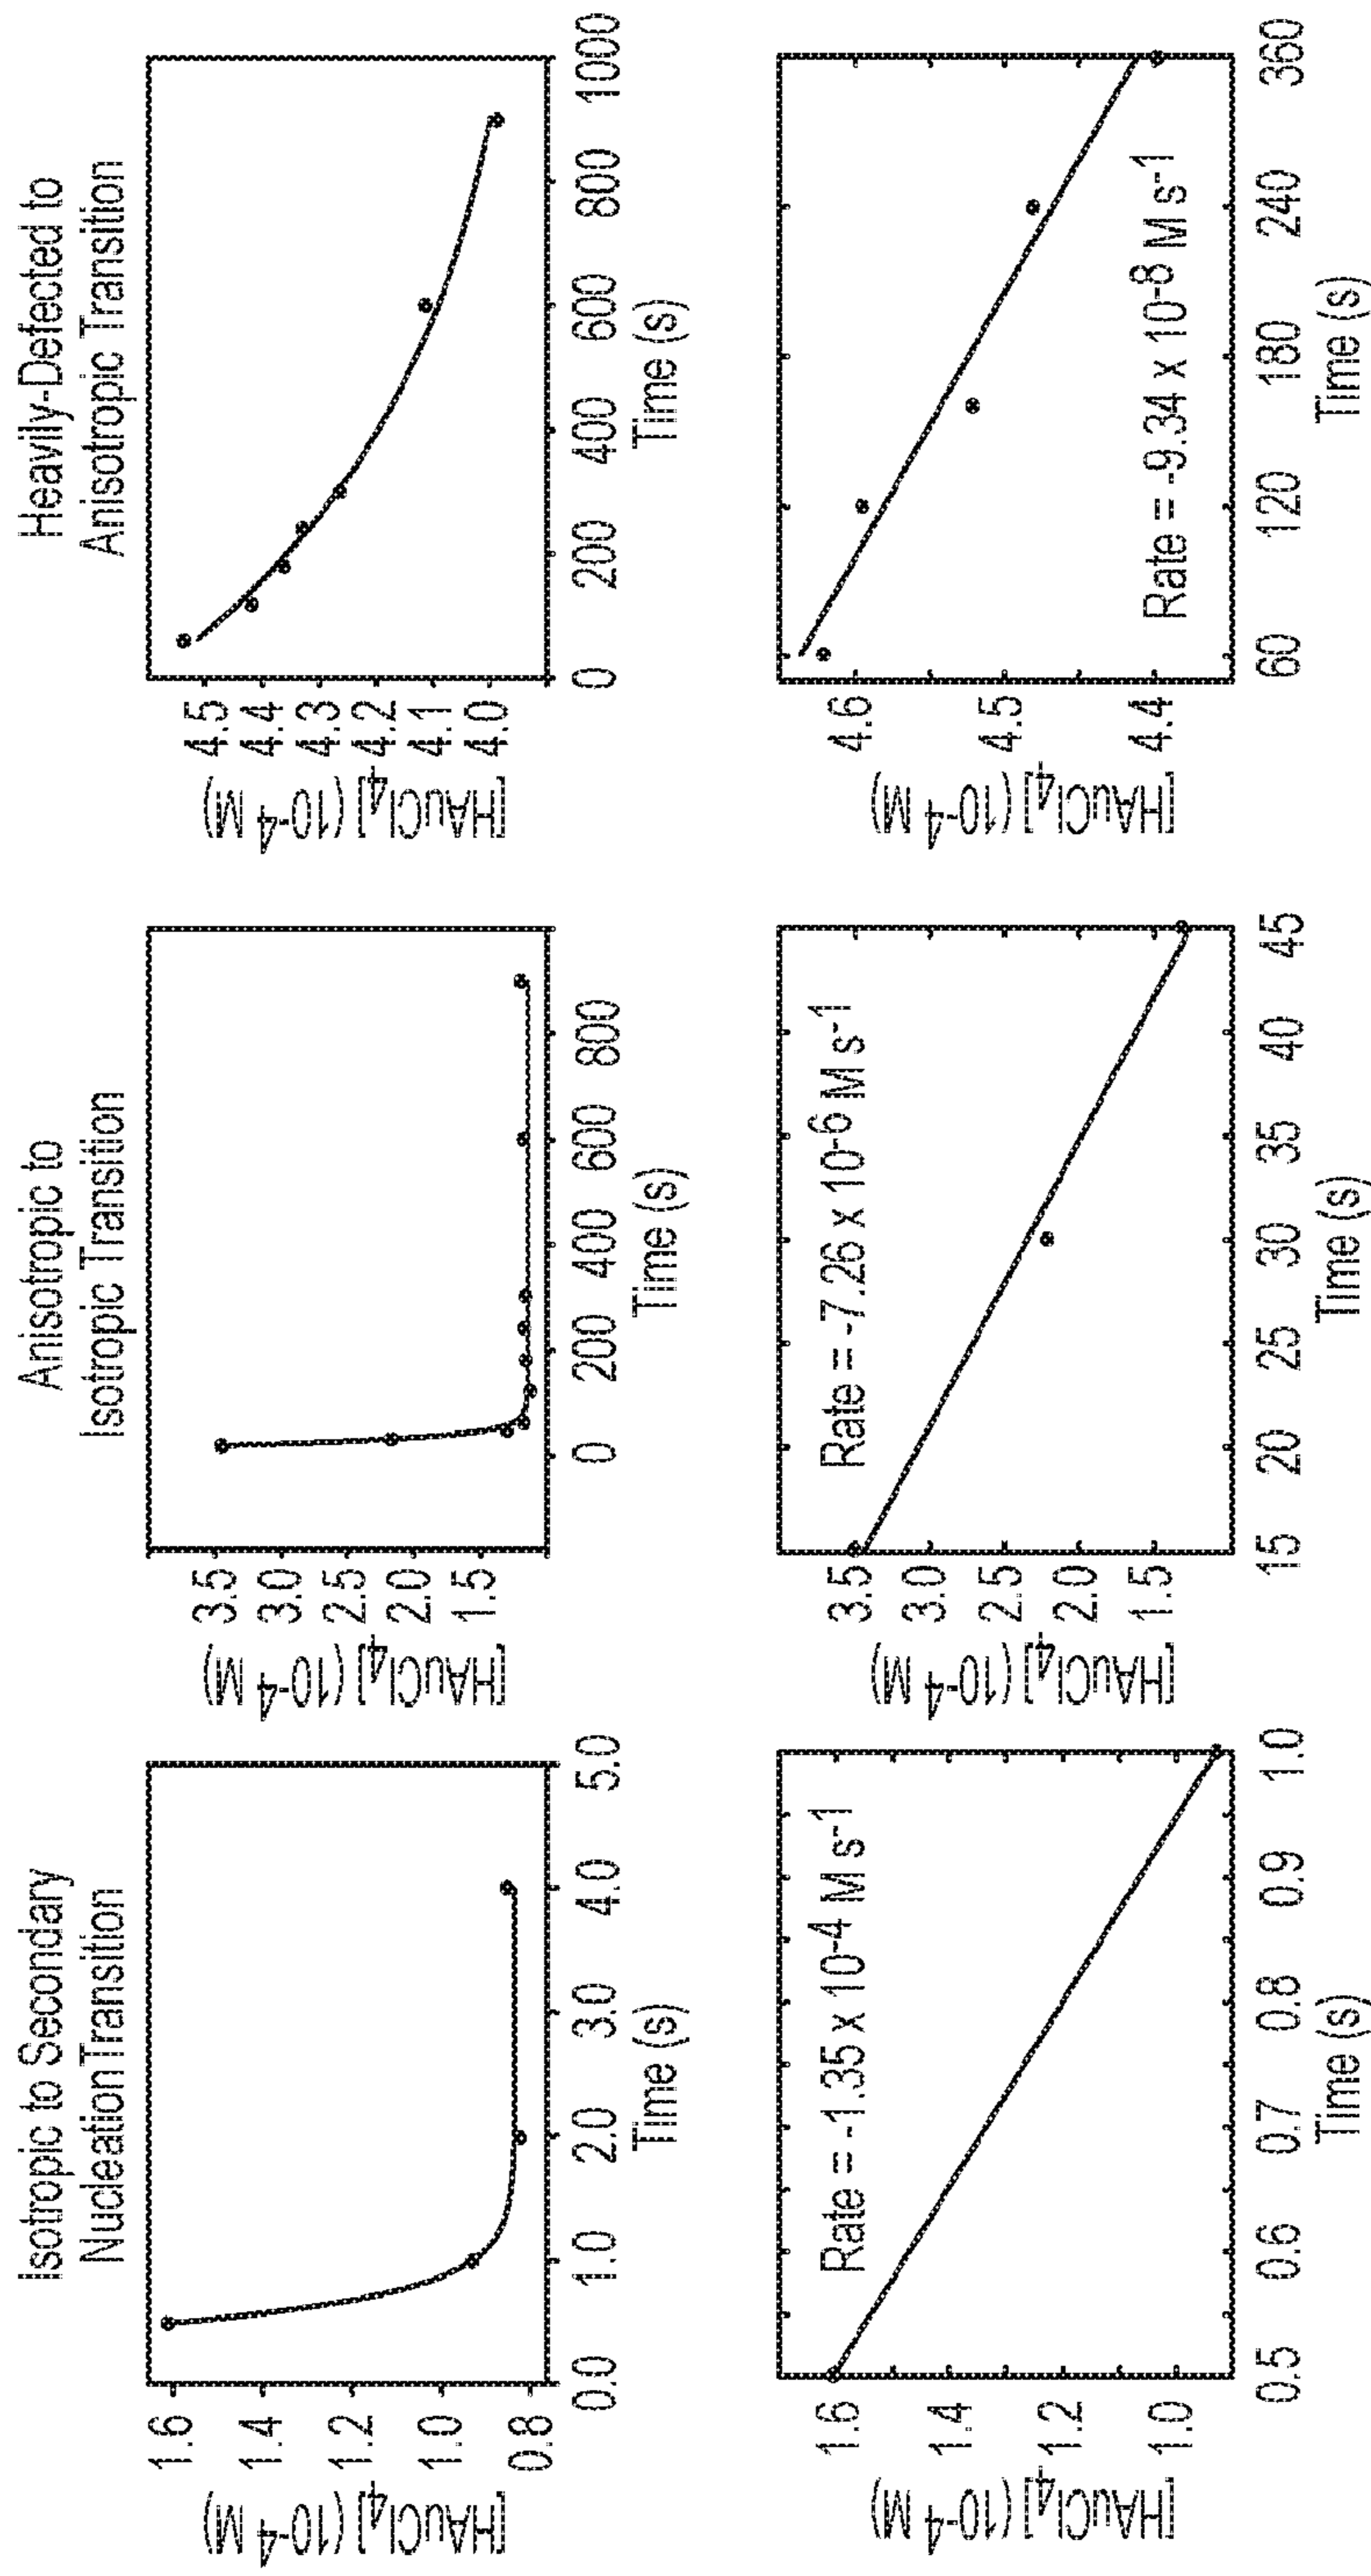 Isotropic to Secondary
Nucleation Transition
[HAuCl4] (10-4 M)
1.6
1.4
1.2
1.0
0.8
0.0 1.0 2.0 3.0 4.0 5.0
Time (s)
Anisotropic to
Isotropic Transition
[HAuCl4] (10-4 M)
3.5
3.0
2.5
2.0
1.5
0 200 400 600 800
Time (s)
Heavily-Defected to
Anisotropic Transition
[HAuCl4] (10-4 M)
4.5
4.4
4.3
4.2
4.1
4.0
0 200 400 600 800 1000
Time (s)
[HAuCl4] (10-4 M)
1.6
1.4
1.2
1.0
Rate = -1.35 x 10-4 M s-1
0.5 0.6 0.7 0.8 0.9 1.0
Time (s)
[HAuCl4] (10-4 M)
3.5
3.0
2.5
2.0
1.5
Rate = -7.26 x 10-6 M s-1
15 20 25 30 35 40 45
Time (s)
[HAuCl4] (10-4 M)
4.6
4.5
4.4
Rate = -9.34 x 10-8 M s-1
60 120 180 240 360
Time (s)